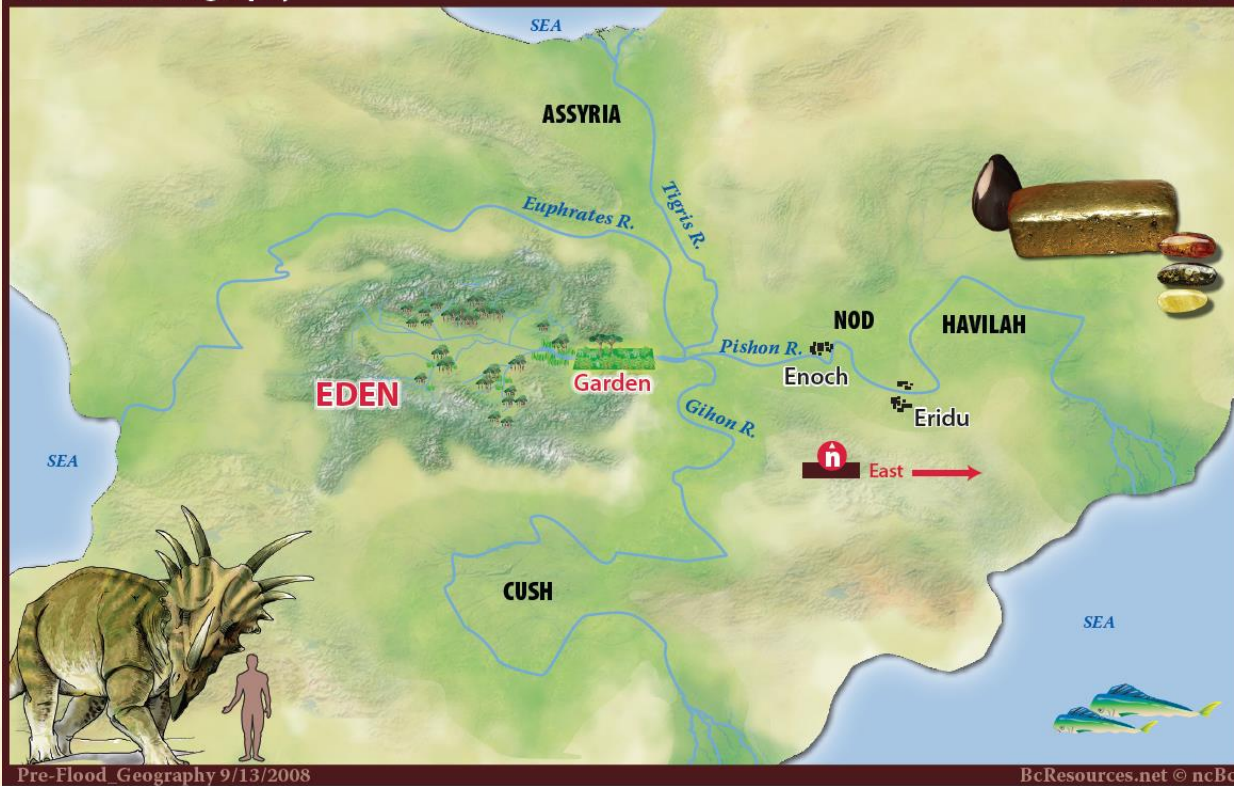 SEA
ASSYRIA
Tigris R.
Euphrates R.
NOD
HAVILAH
Pishon R.
Enoch
Garden
EDEN
Eridu
Gihon R.
n
East
SEA
CUSH
SEA
Pre-Flood_Geography 9/13/2008
BcResources.net © ncBc